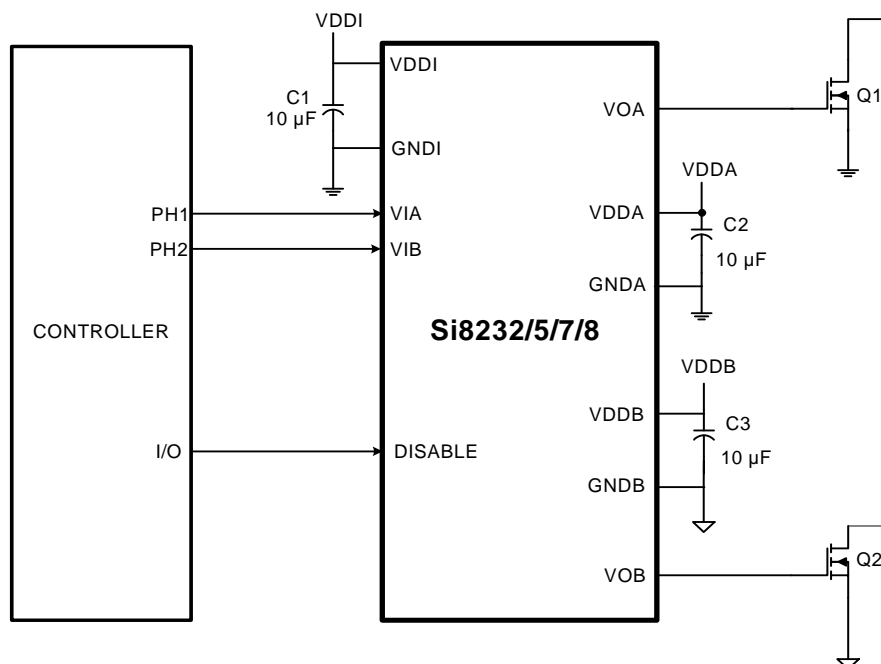 VDDI
VDDI
C1
10 µF
GNDI
PH1
VIA
PH2
VIB
CONTROLLER
I/O
DISABLE
Si8232/5/7/8
VOA
Q1
VDDA
VDDA
C2
10 µF
GNDA
VDDB
VDDB
C3
10 µF
GNDB
VOB
Q2